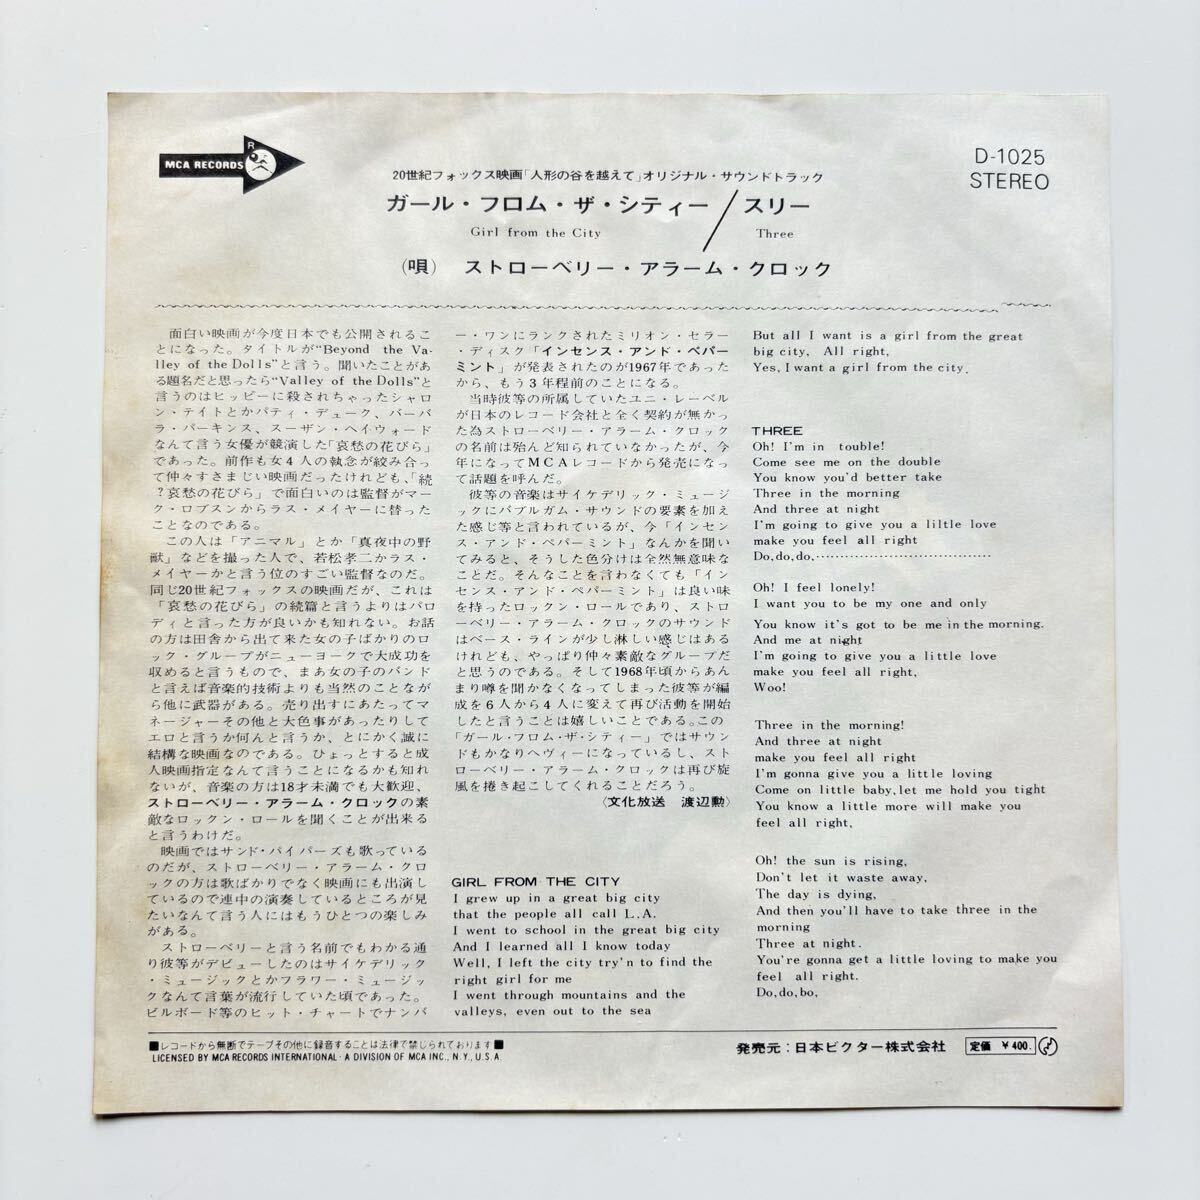 MCA RECORDS
R
D-1025
STEREO
20世紀フォックス映画「人形の谷を越えて」オリジナル・サウンドトラック
ガール・フロム・ザ・シティー／スリー
Girl from the City
Three
（唄） ストローベリー・アラーム・クロック
面白い映画が今度日本でも公開されるこ
とになった。タイトルが“Beyond the Va-
lley of the Dolls”と言う。聞いたことがあ
る題名だと思ったら“Valley of the Dolls”と
言うのはヒッピーに殺されちゃったシャロ
ン・テイトとかパティ・デューク、バーバ
ラ・パーキンス、スーザン・ヘイウォード
なんて言う女優が競演した「哀愁の花びら」
であった。前作も女4人の執念が絞み合っ
て仲々すさまじい映画だったけれども、「続
？哀愁の花びら」で面白いのは監督がマー
ク・ロブスンからラス・メイヤーに替った
ことなのである。
この人は「アニマル」とか「真夜中の野
獣」などを撮った人で、若松孝二かラス・
メイヤーかと言う位のすごい監督なのだ。
同じ20世紀フォックスの映画だが、これは
「哀愁の花びら」の続篇と言うよりはパロ
ディと言った方が良いかも知れない。お話
の方は田舎から出て来た女の子ばかりのロ
ック・グループがニューヨークで大成功を
収めると言うもので、まあ女の子のバンド
と言えば音楽的技術よりも当然のことなが
ら他に武器がある。売り出すにあたってマ
ネージャーその他と大色事があったりして
エロと言うか何んと言うか、とにかく誠に
結構な映画なのである。ひょっとすると成
人映画指定なんて言うことになるかも知れ
ないが、音楽の方は18才未満でも大歓迎、
ストローベリー・アラーム・クロックの素
敵なロックン・ロールを聞くことが出来る
と言うわけだ。
映画ではサンド・パイパーズも歌っている
のだが、ストローベリー・アラーム・クロ
ックの方は歌ばかりでなく映画にも出演し
ているので連中の演奏しているところが見
たいなんて言う人にはもうひとつの楽しみ
がある。
ストローベリーと言う名前でもわかる通
り彼等がデビューしたのはサイケデリック
・ミュージックとかフラワー・ミュージッ
クなんて言葉が流行していた頃であった。
ビルボード等のヒット・チャートでナンバ
ー・ワンにランクされたミリオン・セラー
・ディスク「インセンス・アンド・ペパー
ミント」が発表されたのが1967年であった
から、もう3年程前のことになる。
当時彼等の所属していたユニ・レーベル
が日本のレコード会社と全く契約が無かっ
た為ストローベリー・アラーム・クロック
の名前は殆んど知られていなかったが、今
年になってMCAレコードから発売になっ
て話題を呼んだ。
彼等の音楽はサイケデリック・ミュージ
ックにバブルガム・サウンドの要素を加え
た感じ等と言われているが、今「インセン
ス・アンド・ペパーミント」なんかを聞い
てみると、そうした色分けは全然無意味な
ことだ。そんなことを言わなくても「イン
センス・アンド・ペパーミント」は良い味
を持ったロックン・ロールであり、ストロ
ーベリー・アラーム・クロックのサウンド
はベース・ラインが少し淋しい感じはある
けれども、やっぱり仲々素敵なグループだ
と思うのである。そして1968年頃からあん
まり噂を聞かなくなってしまった彼等が編
成を6人から4人に変えて再び活動を開始
したと言うことは嬉しいことである。この
「ガール・フロム・ザ・シティー」ではサウン
ドもかなりヘヴィーになっているし、スト
ローベリー・アラーム・クロックは再び旋
風を捲き起こしてくれることだろう。
〈文化放送 渡辺勲〉
GIRL FROM THE CITY
I grew up in a great big city
that the people all call L.A.
I went to school in the great big city
And I learned all I know today
Well, I left the city try'n to find the
right girl for me
I went through mountains and the
valleys, even out to the sea
But all I want is a girl from the great
big city, All right,
Yes, I want a girl from the city.
THREE
Oh! I'm in touble!
Come see me on the double
You know you'd better take
Three in the morning
And three at night
I'm going to give you a liltle love
make you feel all right
Do, do, do, ……………………………
Oh! I feel lonely!
I want you to be my one and only
You know it's got to be me in the morning.
And me at night
I'm going to give you a little love
make you feel all right,
Woo!
Three in the morning!
And three at night
make you feel all right
I'm gonna give you a little loving
Come on little baby, let me hold you tight
You know a little more will make you
feel all right,
Oh! the sun is rising,
Don't let it waste away,
The day is dying,
And then you'll have to take three in the
morning
Three at night.
You're gonna get a little loving to make you
feel all right.
Do, do, bo,
■レコードから無断でテープその他に録音することは法律で禁じられております■
LICENSED BY MCA RECORDS INTERNATIONAL · A DIVISION OF MCA INC., N.Y., U.S.A.
発売元：日本ビクター株式会社
定価 ￥400.